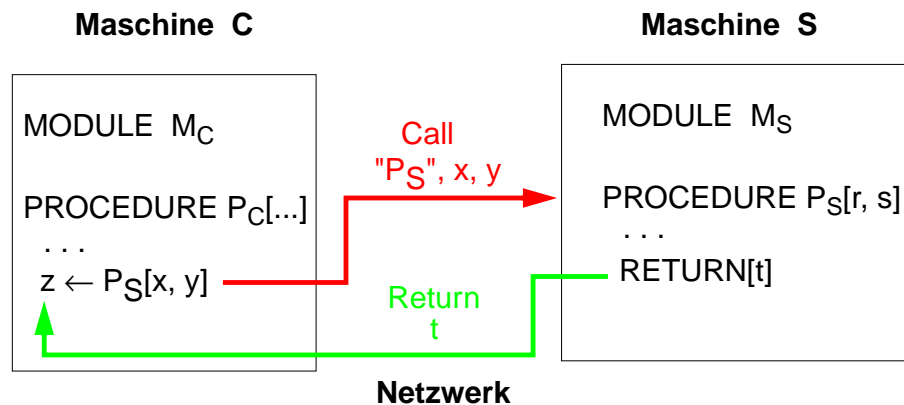 Maschine C
Maschine S
MODULE M_C
PROCEDURE P_C[...]
. . .
z ← P_S[x, y]
Call
"P_S", x, y
Return
t
MODULE M_S
PROCEDURE P_S[r, s]
. . .
RETURN[t]
Netzwerk